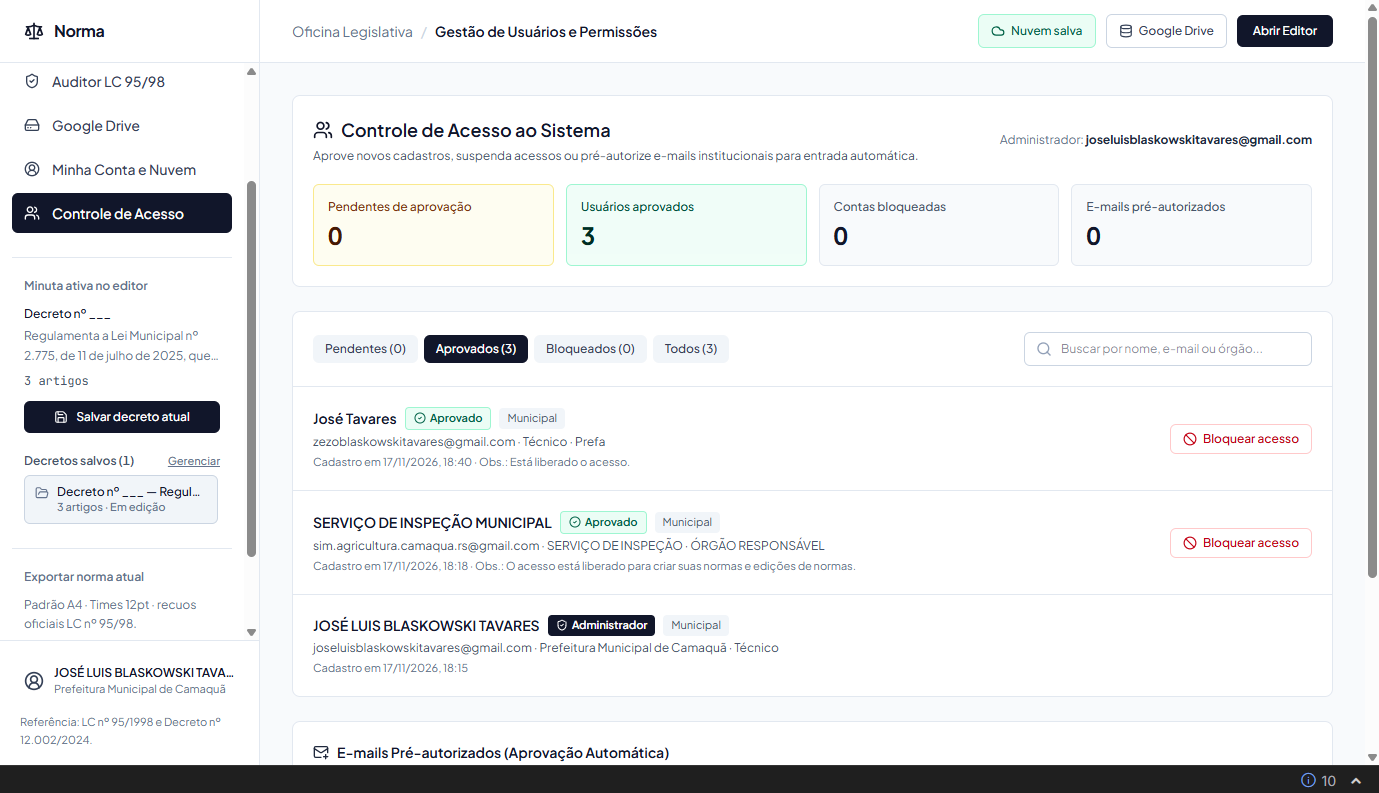 Norma
Auditor LC 95/98
Google Drive
Minha Conta e Nuvem
Controle de Acesso
Minuta ativa no editor
Decreto nº ___
Regulamenta a Lei Municipal nº
2.775, de 11 de julho de 2025, que...
3 artigos
Salvar decreto atual
Decretos salvos (1) Gerenciar
Decreto nº ___ — Regul...
3 artigos · Em edição
Exportar norma atual
Padrão A4 · Times 12pt · recuos
oficiais LC nº 95/98.
JOSÉ LUIS BLASKOWSKI TAVA...
Prefeitura Municipal de Camaquã
Referência: LC nº 95/1998 e Decreto nº
12.002/2024.
Oficina Legislativa / Gestão de Usuários e Permissões
Nuvem salva
Google Drive
Abrir Editor
Controle de Acesso ao Sistema
Aprove novos cadastros, suspenda acessos ou pré-autorize e-mails institucionais para entrada automática.
Administrador: joseluisblaskowskitavares@gmail.com
Pendentes de aprovação
0
Usuários aprovados
3
Contas bloqueadas
0
E-mails pré-autorizados
0
Pendentes (0) Aprovados (3) Bloqueados (0) Todos (3)
Buscar por nome, e-mail ou órgão...
José Tavares Aprovado Municipal
zezoblaskowskitavares@gmail.com · Técnico · Prefa
Cadastro em 17/11/2026, 18:40 · Obs.: Está liberado o acesso.
Bloquear acesso
SERVIÇO DE INSPEÇÃO MUNICIPAL Aprovado Municipal
sim.agricultura.camaqua.rs@gmail.com · SERVIÇO DE INSPEÇÃO · ÓRGÃO RESPONSÁVEL
Cadastro em 17/11/2026, 18:18 · Obs.: O acesso está liberado para criar suas normas e edições de normas.
Bloquear acesso
JOSÉ LUIS BLASKOWSKI TAVARES Administrador Municipal
joseluisblaskowskitavares@gmail.com · Prefeitura Municipal de Camaquã · Técnico
Cadastro em 17/11/2026, 18:15
E-mails Pré-autorizados (Aprovação Automática)
10